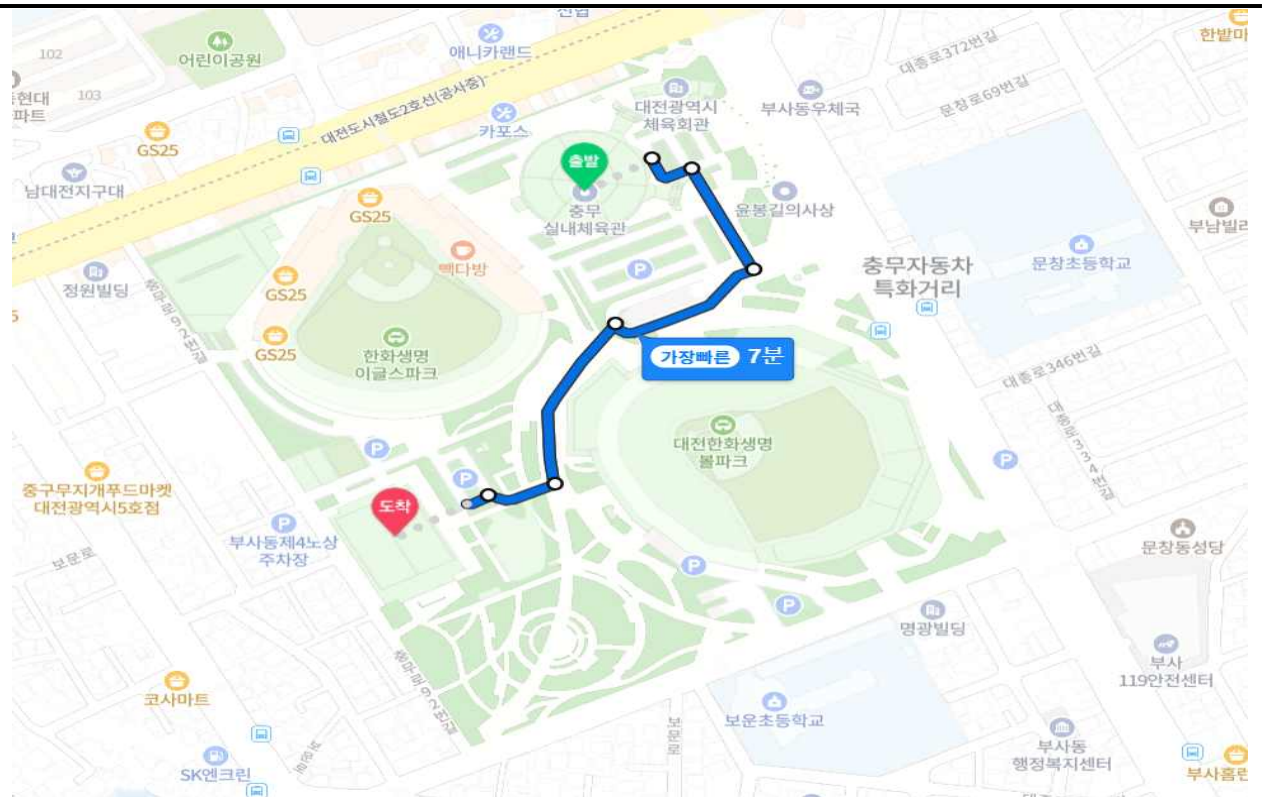 102
103
어린이공원
애니카랜드
한밭마
대종로372번길
문창로69번길
현대
파트
GS25
대전도시철도2호선(공사중)
카포스
대전광역시
체육회관
부사동우체국
남대전지구대
출발
충무
실내체육관
윤봉길의사상
부남빌라
GS25
빽다방
정원빌딩
GS25
충무로92번길
충무자동차
특화거리
문창초등학교
GS25
한화생명
이글스파크
가장빠른 7분
대종로346번길
대종로334번길
대전한화생명
볼파크
중구무지개푸드마켓
대전광역시5호점
도착
부사동제4노상
주차장
보문로
문창동성당
명광빌딩
부사
119안전센터
충무로92번길
코사마트
보운초등학교
보문로
부사동
행정복지센터
SK엔크린
부사홈런